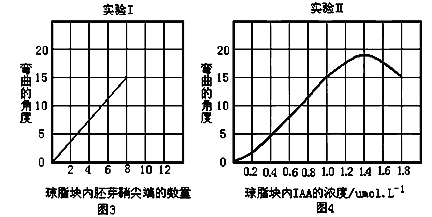 实验Ⅰ
弯曲的角度
20
15
10
5
0
2 4 6 8 10 12
琼脂块内胚芽鞘尖端的数量
图3
实验Ⅱ
弯曲的角度
20
15
10
5
0
0.2 0.4 0.6 0.8 1.0 1.2 1.4 1.6 1.8
琼脂块内IAA的浓度/umol.L⁻¹
图4